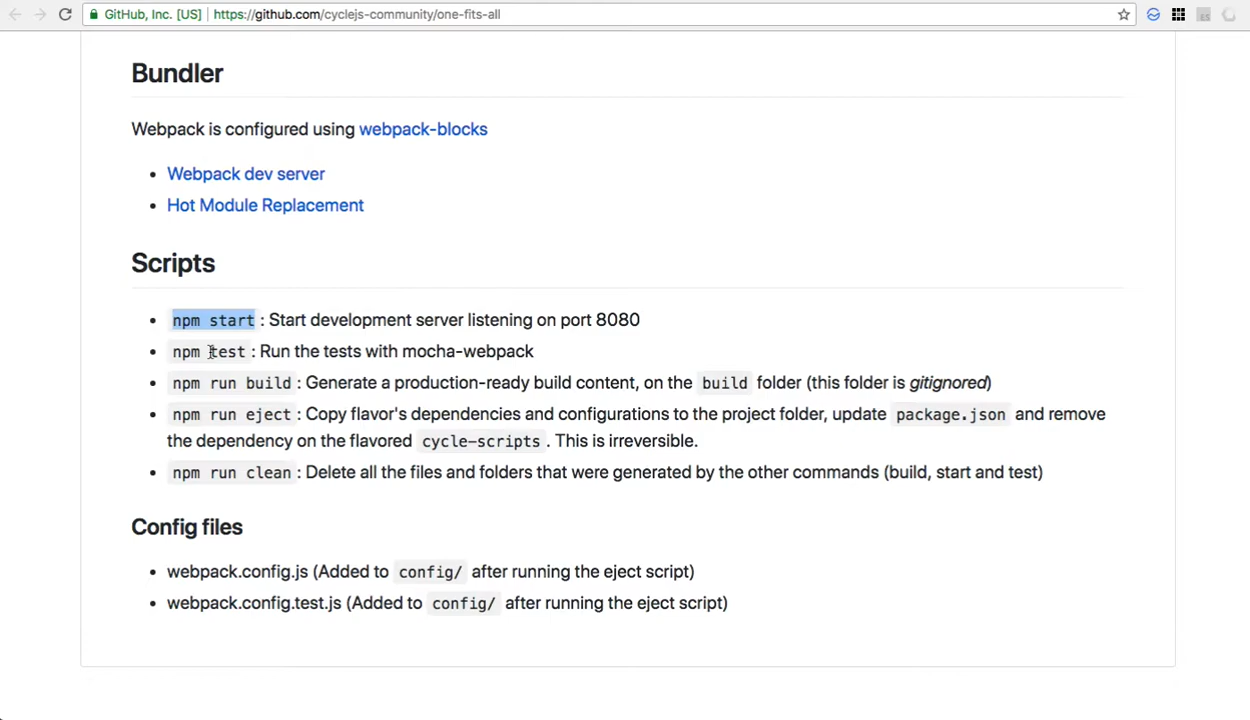 GitHub, Inc. [US] https://github.com/cyclejs-community/one-fits-all
Bundler
Webpack is configured using webpack-blocks
• Webpack dev server
• Hot Module Replacement
Scripts
• npm start : Start development server listening on port 8080
• npm test : Run the tests with mocha-webpack
• npm run build : Generate a production-ready build content, on the build folder (this folder is gitignored)
• npm run eject : Copy flavor's dependencies and configurations to the project folder, update package.json and remove
the dependency on the flavored cycle-scripts . This is irreversible.
• npm run clean : Delete all the files and folders that were generated by the other commands (build, start and test)
Config files
• webpack.config.js (Added to config/ after running the eject script)
• webpack.config.test.js (Added to config/ after running the eject script)